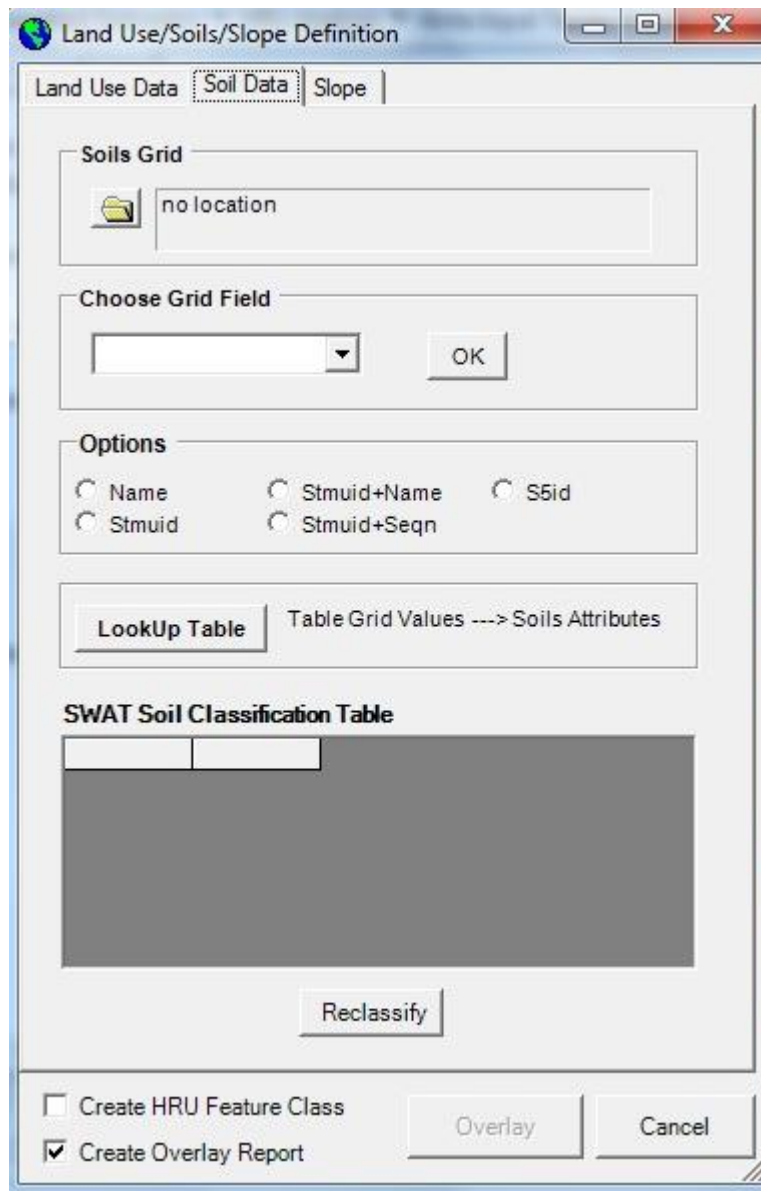 Land Use/Soils/Slope Definition
Land Use Data Soil Data Slope
Soils Grid
no location
Choose Grid Field
OK
Options
Name Stmuid+Name S5id
Stmuid Stmuid+Seqn
LookUp Table Table Grid Values ---> Soils Attributes
SWAT Soil Classification Table
Reclassify
Create HRU Feature Class
Overlay Cancel
Create Overlay Report